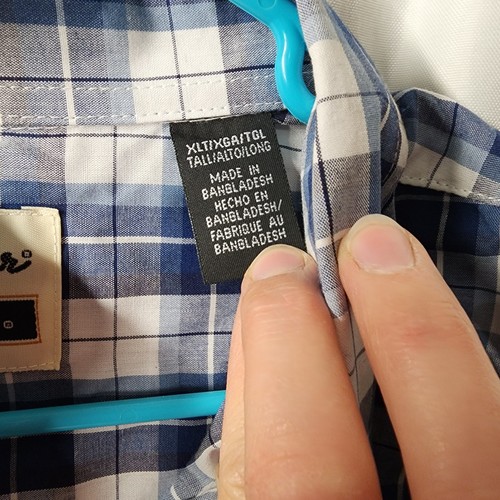 XLT/XGA/TGL
TALL/ALTO/LONG
MADE IN
BANGLADESH
HECHO EN
BANGLADESH/
FABRIQUE AU
BANGLADESH